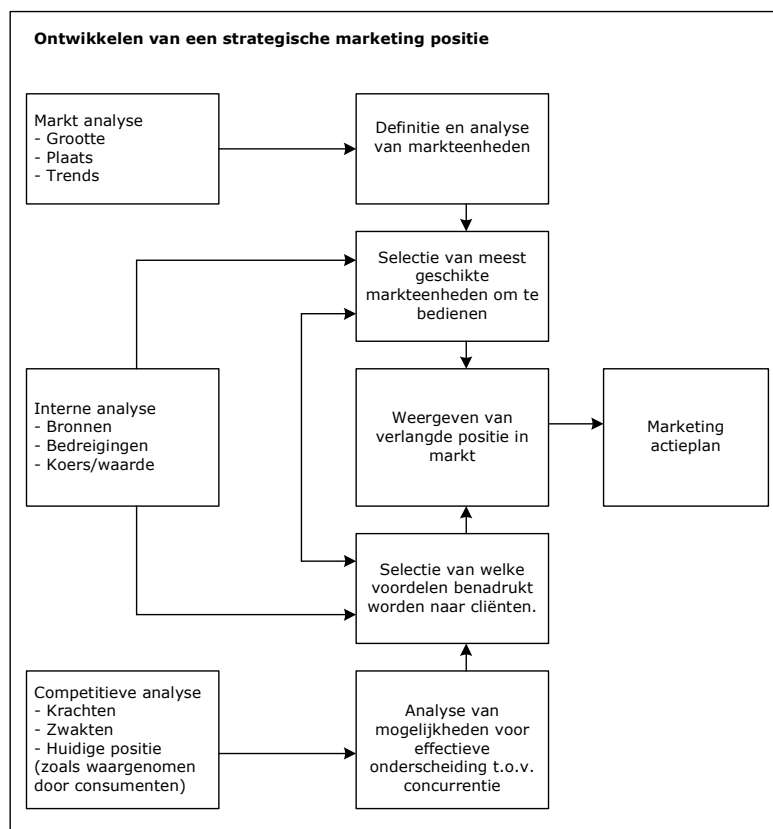 Ontwikkelen van een strategische marketing positie
Markt analyse
- Grootte
- Plaats
- Trends
Definitie en analyse
van markteenheden
Selectie van meest
geschikte
markteenheden om te
bedienen
Interne analyse
- Bronnen
- Bedreigingen
- Koers/waarde
Weergeven van
verlangde positie in
markt
Marketing
actieplan
Selectie van welke
voordelen benadrukt
worden naar cliënten.
Competitieve analyse
- Krachten
- Zwakten
- Huidige positie
(zoals waargenomen
door consumenten)
Analyse van
mogelijkheden voor
effectieve
onderscheiding t.o.v.
concurrentie